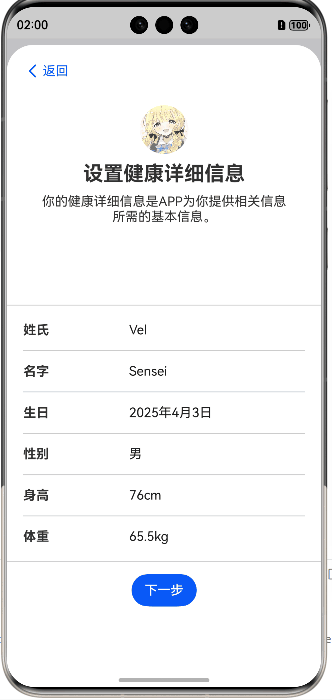 02:00
100
返回
设置健康详细信息
你的健康详细信息是APP为你提供相关信息
所需的基本信息。
姓氏 Vel
名字 Sensei
生日 2025年4月3日
性别 男
身高 76cm
体重 65.5kg
下一步